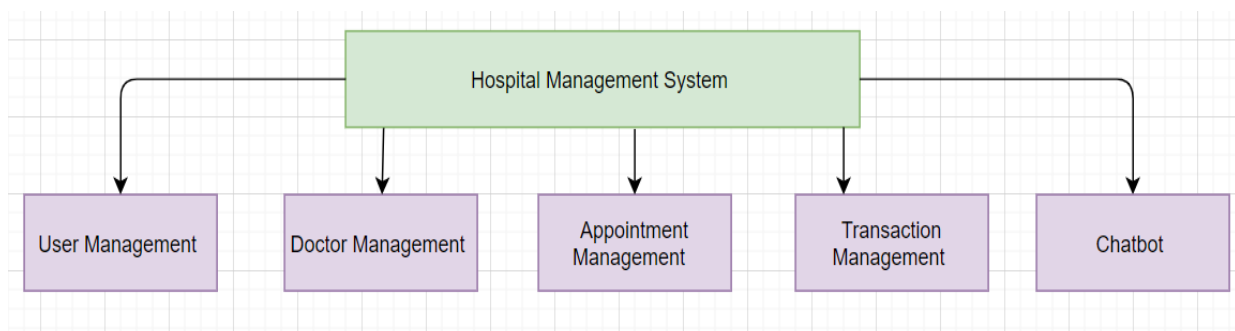 Hospital Management System
User Management
Doctor Management
Appointment
Management
Transaction
Management
Chatbot